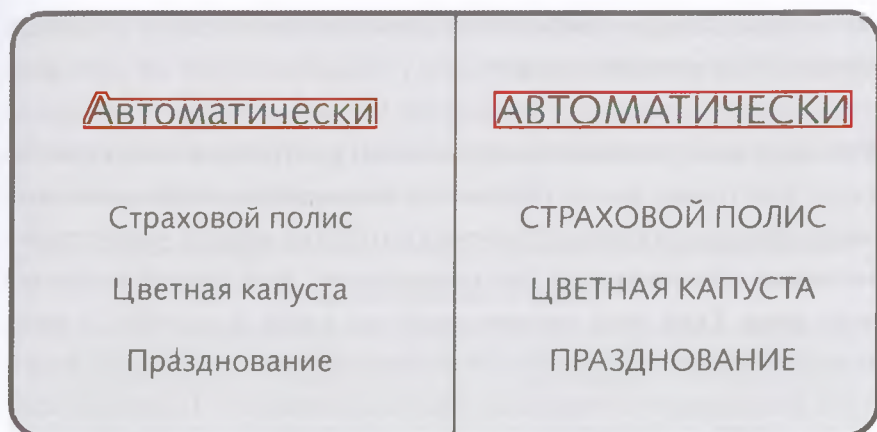 Автоматически АВТОМАТИЧЕСКИ
Страховой полис СТРАХОВОЙ ПОЛИС
Цветная капуста ЦВЕТНАЯ КАПУСТА
Празднование ПРАЗДНОВАНИЕ